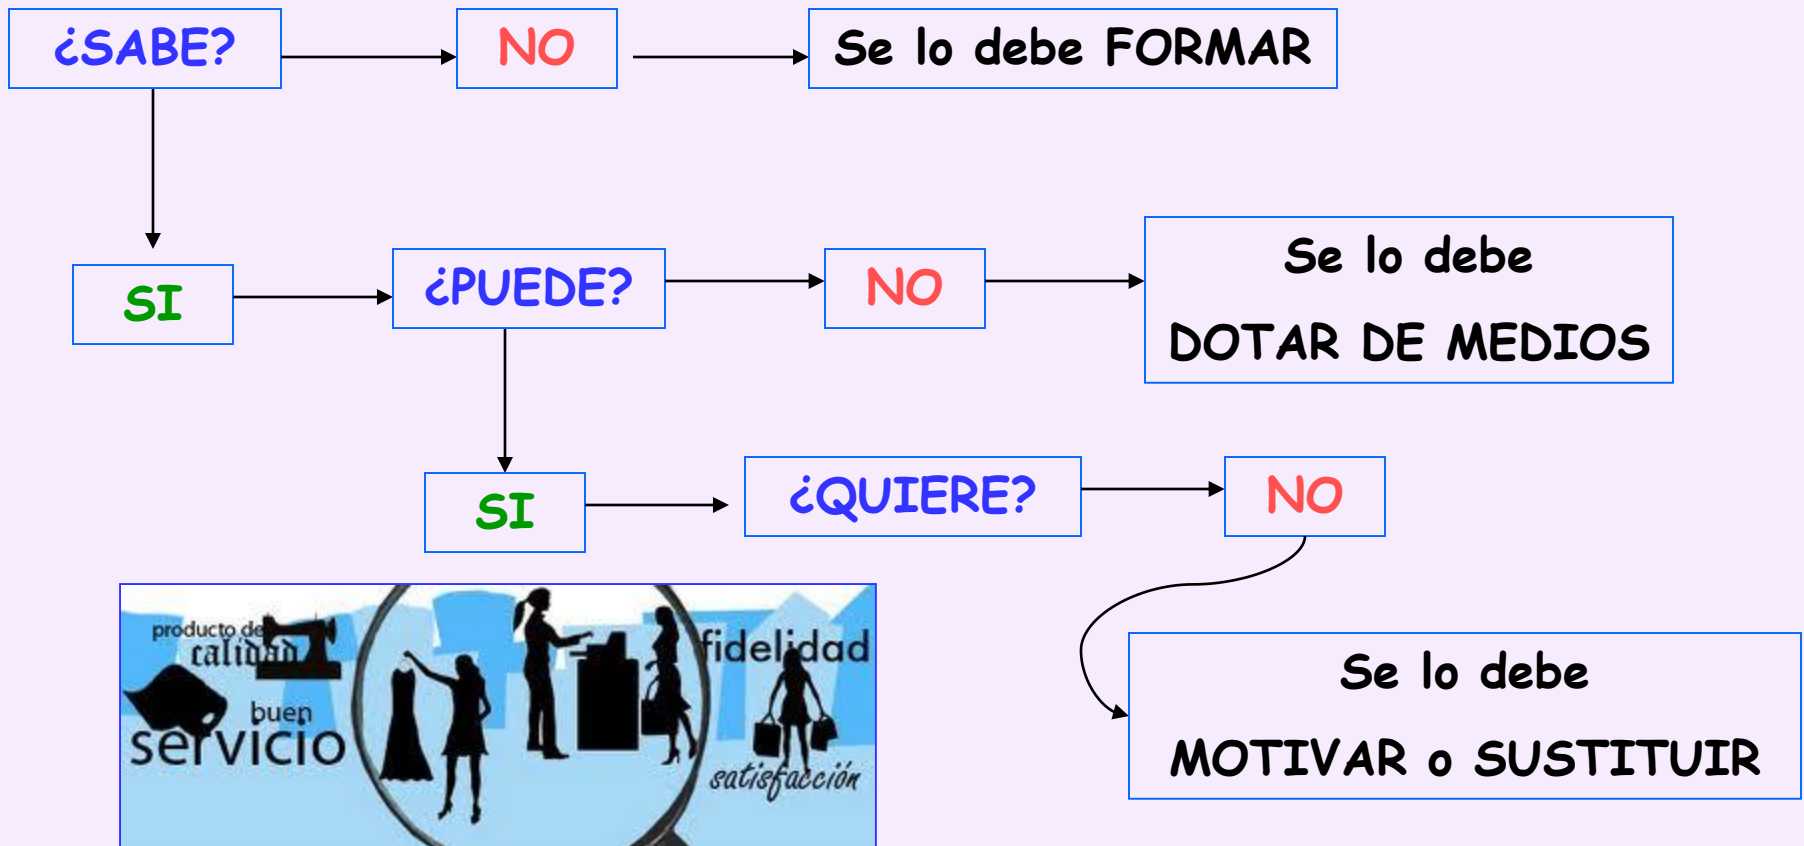 ¿SABE?
NO
Se lo debe FORMAR
SI
¿PUEDE?
NO
Se lo debe
DOTAR DE MEDIOS
SI
¿QUIERE?
NO
Se lo debe
MOTIVAR o SUSTITUIR
producto de
calidad
buen
servicio
fidelidad
satisfacción